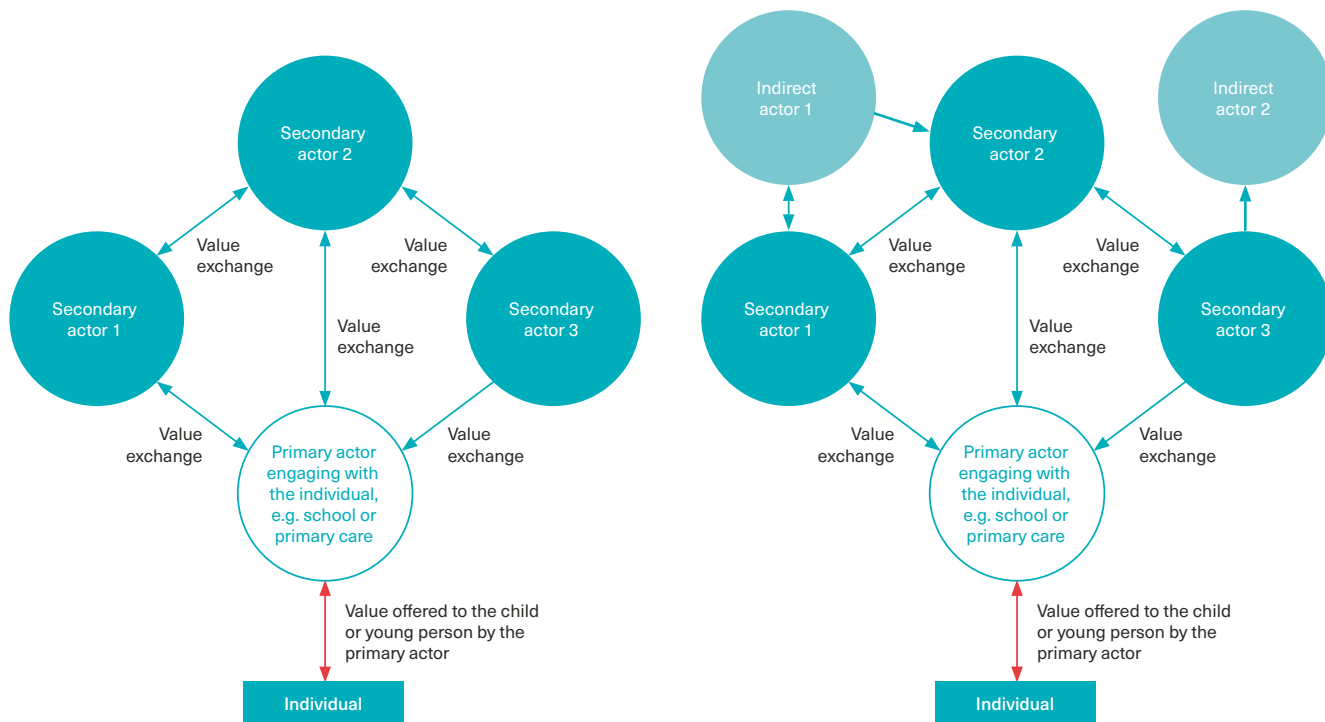 Secondary
actor 2
Value
exchange
Value
exchange
Secondary
actor 1
Secondary
actor 3
Value
exchange
Value
exchange
Value
exchange
Primary actor
engaging with
the individual,
e.g. school or
primary care
Value offered to the child
or young person by the
primary actor
Individual
Indirect
actor 1
Indirect
actor 2
Secondary
actor 2
Value
exchange
Value
exchange
Secondary
actor 1
Secondary
actor 3
Value
exchange
Value
exchange
Value
exchange
Primary actor
engaging with
the individual,
e.g. school or
primary care
Value offered to the child
or young person by the
primary actor
Individual